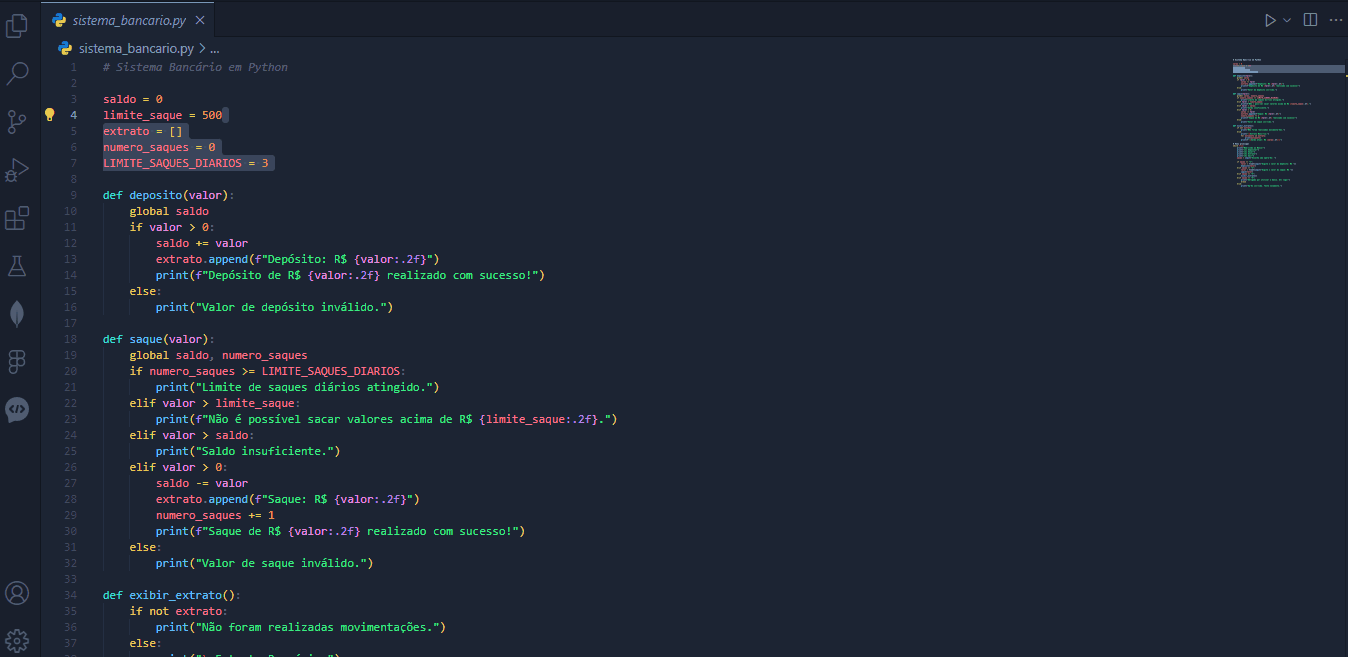 sistema_bancario.py
sistema_bancario.py > ...
1 # Sistema Bancário em Python
2
3 saldo = 0
4 limite_saque = 500
5 extrato = []
6 numero_saques = 0
7 LIMITE_SAQUES_DIARIOS = 3
8
9 def deposito(valor):
10 global saldo
11 if valor > 0:
12 saldo += valor
13 extrato.append(f"Depósito: R$ {valor:.2f}")
14 print(f"Depósito de R$ {valor:.2f} realizado com sucesso!")
15 else:
16 print("Valor de depósito inválido.")
17
18 def saque(valor):
19 global saldo, numero_saques
20 if numero_saques >= LIMITE_SAQUES_DIARIOS:
21 print("Limite de saques diários atingido.")
22 elif valor > limite_saque:
23 print(f"Não é possível sacar valores acima de R$ {limite_saque:.2f}.")
24 elif valor > saldo:
25 print("Saldo insuficiente.")
26 elif valor > 0:
27 saldo -= valor
28 extrato.append(f"Saque: R$ {valor:.2f}")
29 numero_saques += 1
30 print(f"Saque de R$ {valor:.2f} realizado com sucesso!")
31 else:
32 print("Valor de saque inválido.")
33
34 def exibir_extrato():
35 if not extrato:
36 print("Não foram realizadas movimentações.")
37 else: